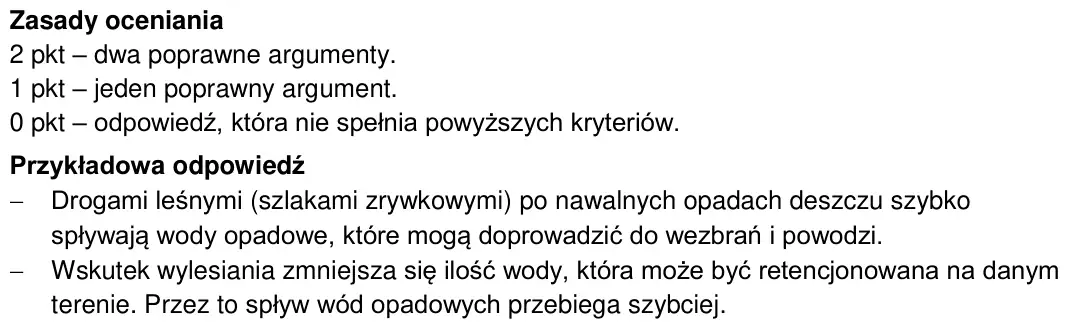 Zasady oceniania
2 pkt – dwa poprawne argumenty.
1 pkt – jeden poprawny argument.
0 pkt – odpowiedź, która nie spełnia powyższych kryteriów.
Przykładowa odpowiedź
– Drogami leśnymi (szlakami zrywkowymi) po nawalnych opadach deszczu szybko
spływają wody opadowe, które mogą doprowadzić do wezbrań i powodzi.
– Wskutek wylesiania zmniejsza się ilość wody, która może być retencjonowana na danym
terenie. Przez to spływ wód opadowych przebiega szybciej.